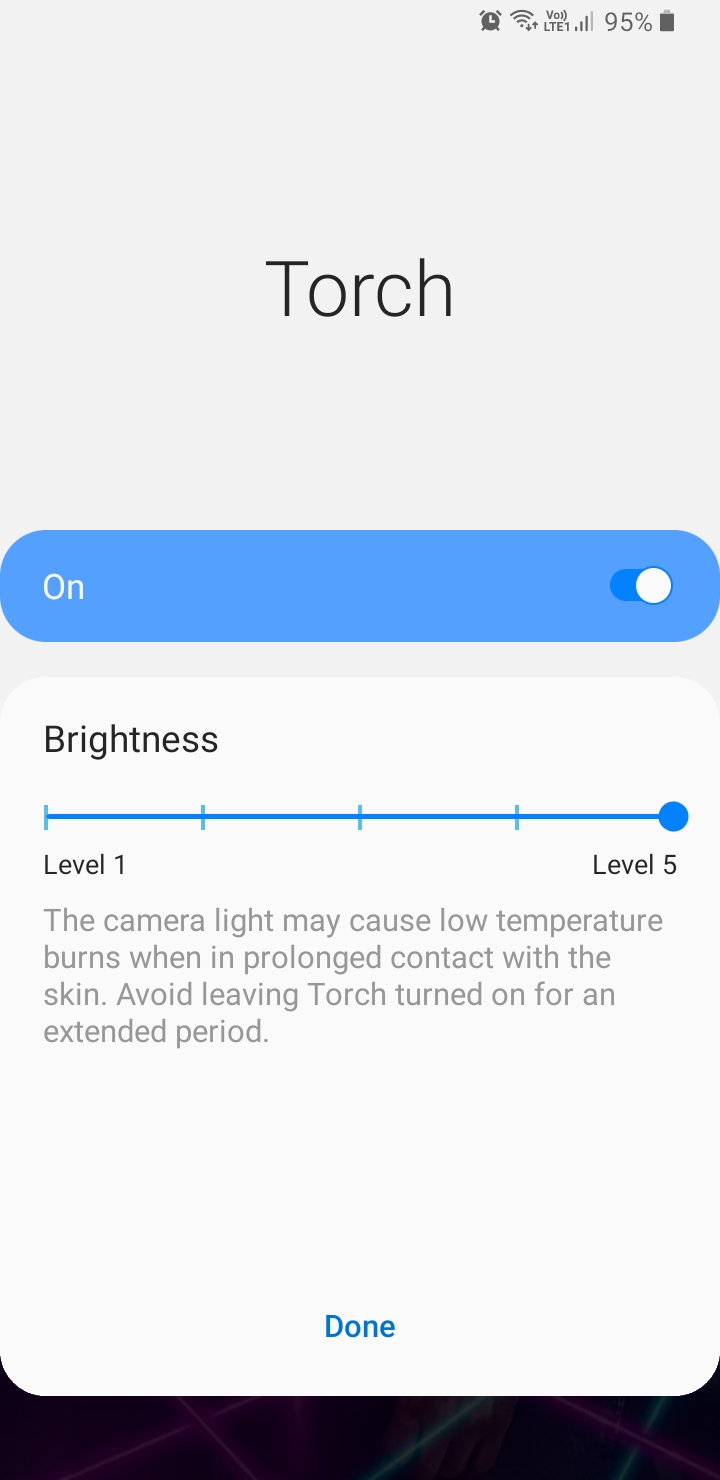 Vo)) LTE1 95%
Torch
On
Brightness
Level 1 Level 5
The camera light may cause low temperature
burns when in prolonged contact with the
skin. Avoid leaving Torch turned on for an
extended period.
Done